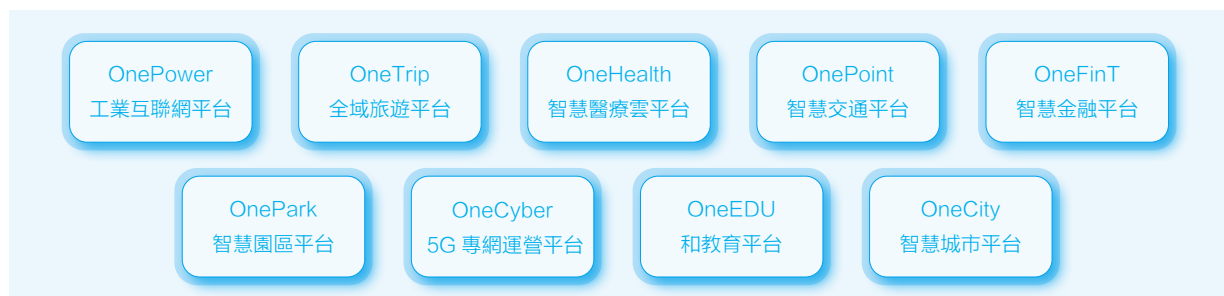 OnePower
工業互聯網平台
OneTrip
全域旅遊平台
OneHealth
智慧醫療雲平台
OnePoint
智慧交通平台
OneFinT
智慧金融平台
OnePark
智慧園區平台
OneCyber
5G 專網運營平台
OneEDU
和教育平台
OneCity
智慧城市平台